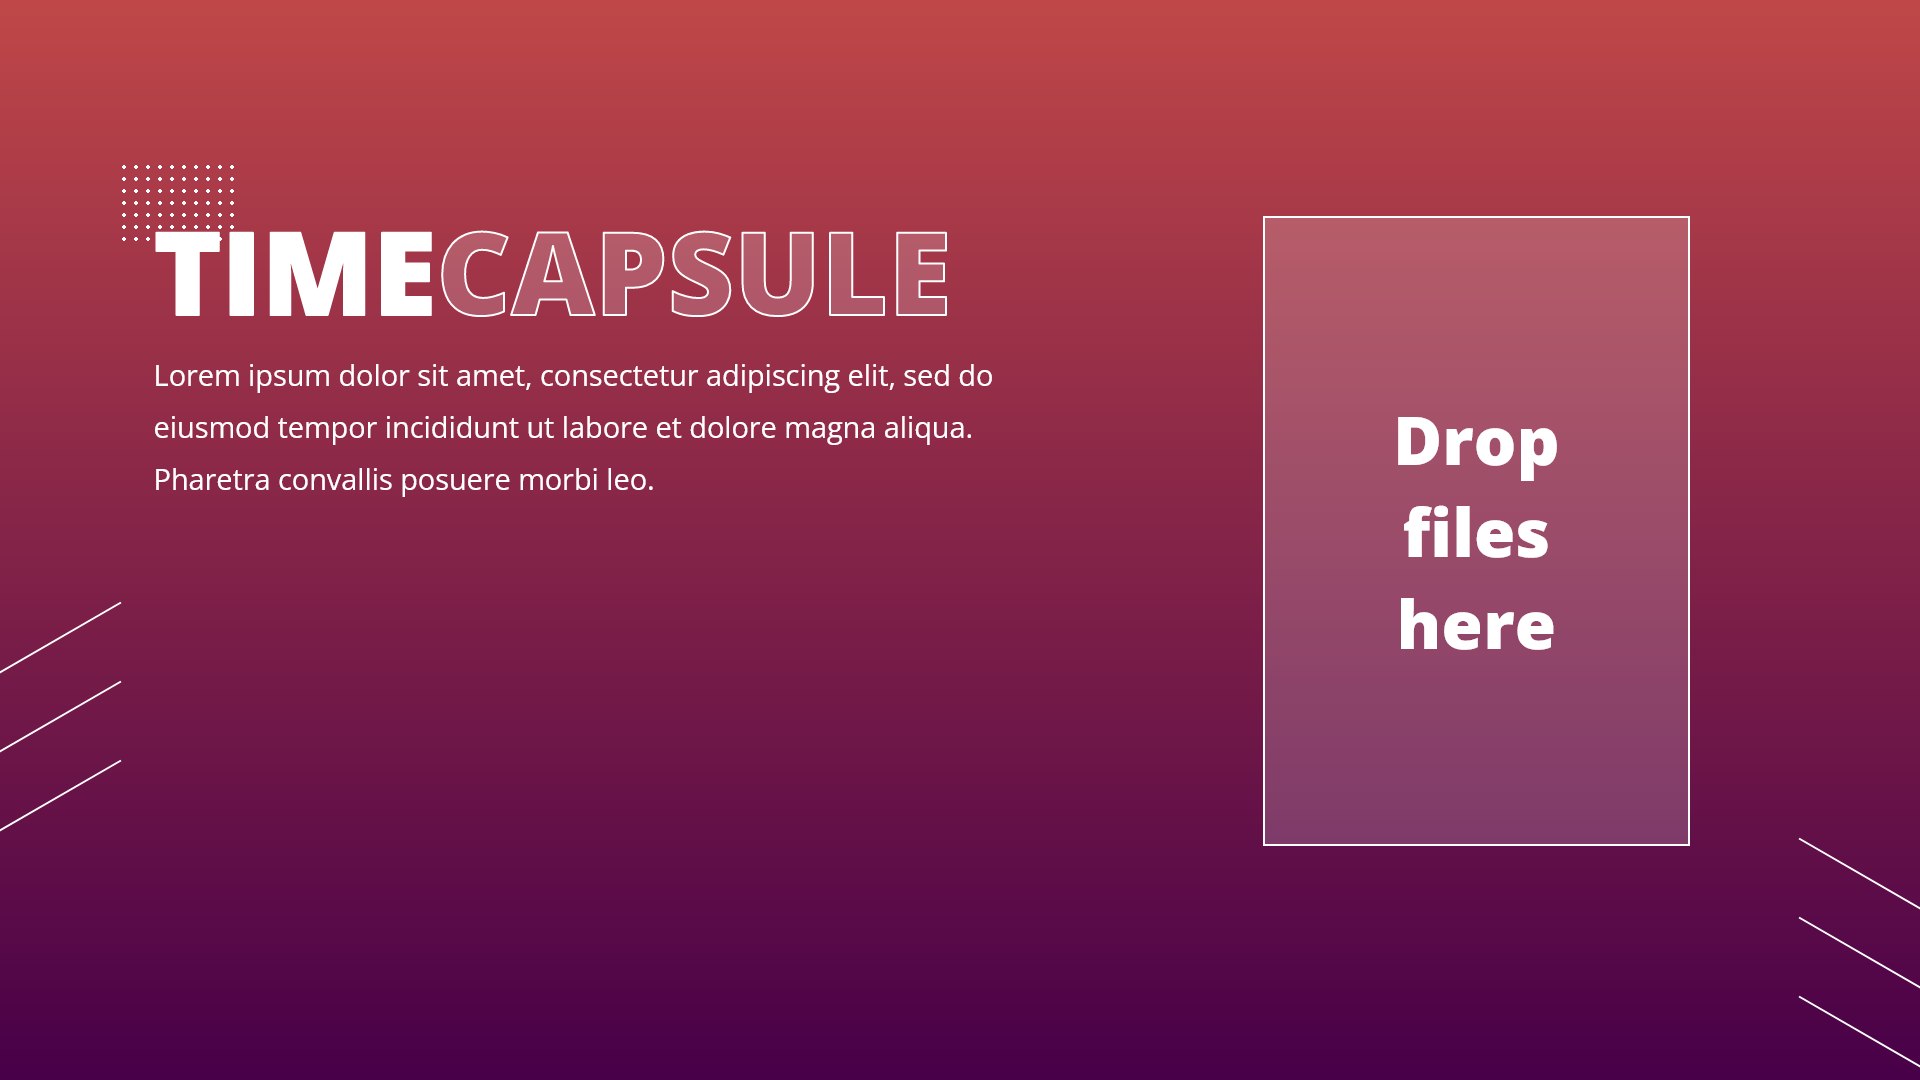 TIMECAPSULE
Lorem ipsum dolor sit amet, consectetur adipiscing elit, sed do
eiusmod tempor incididunt ut labore et dolore magna aliqua.
Pharetra convallis posuere morbi leo.
Drop
files
here